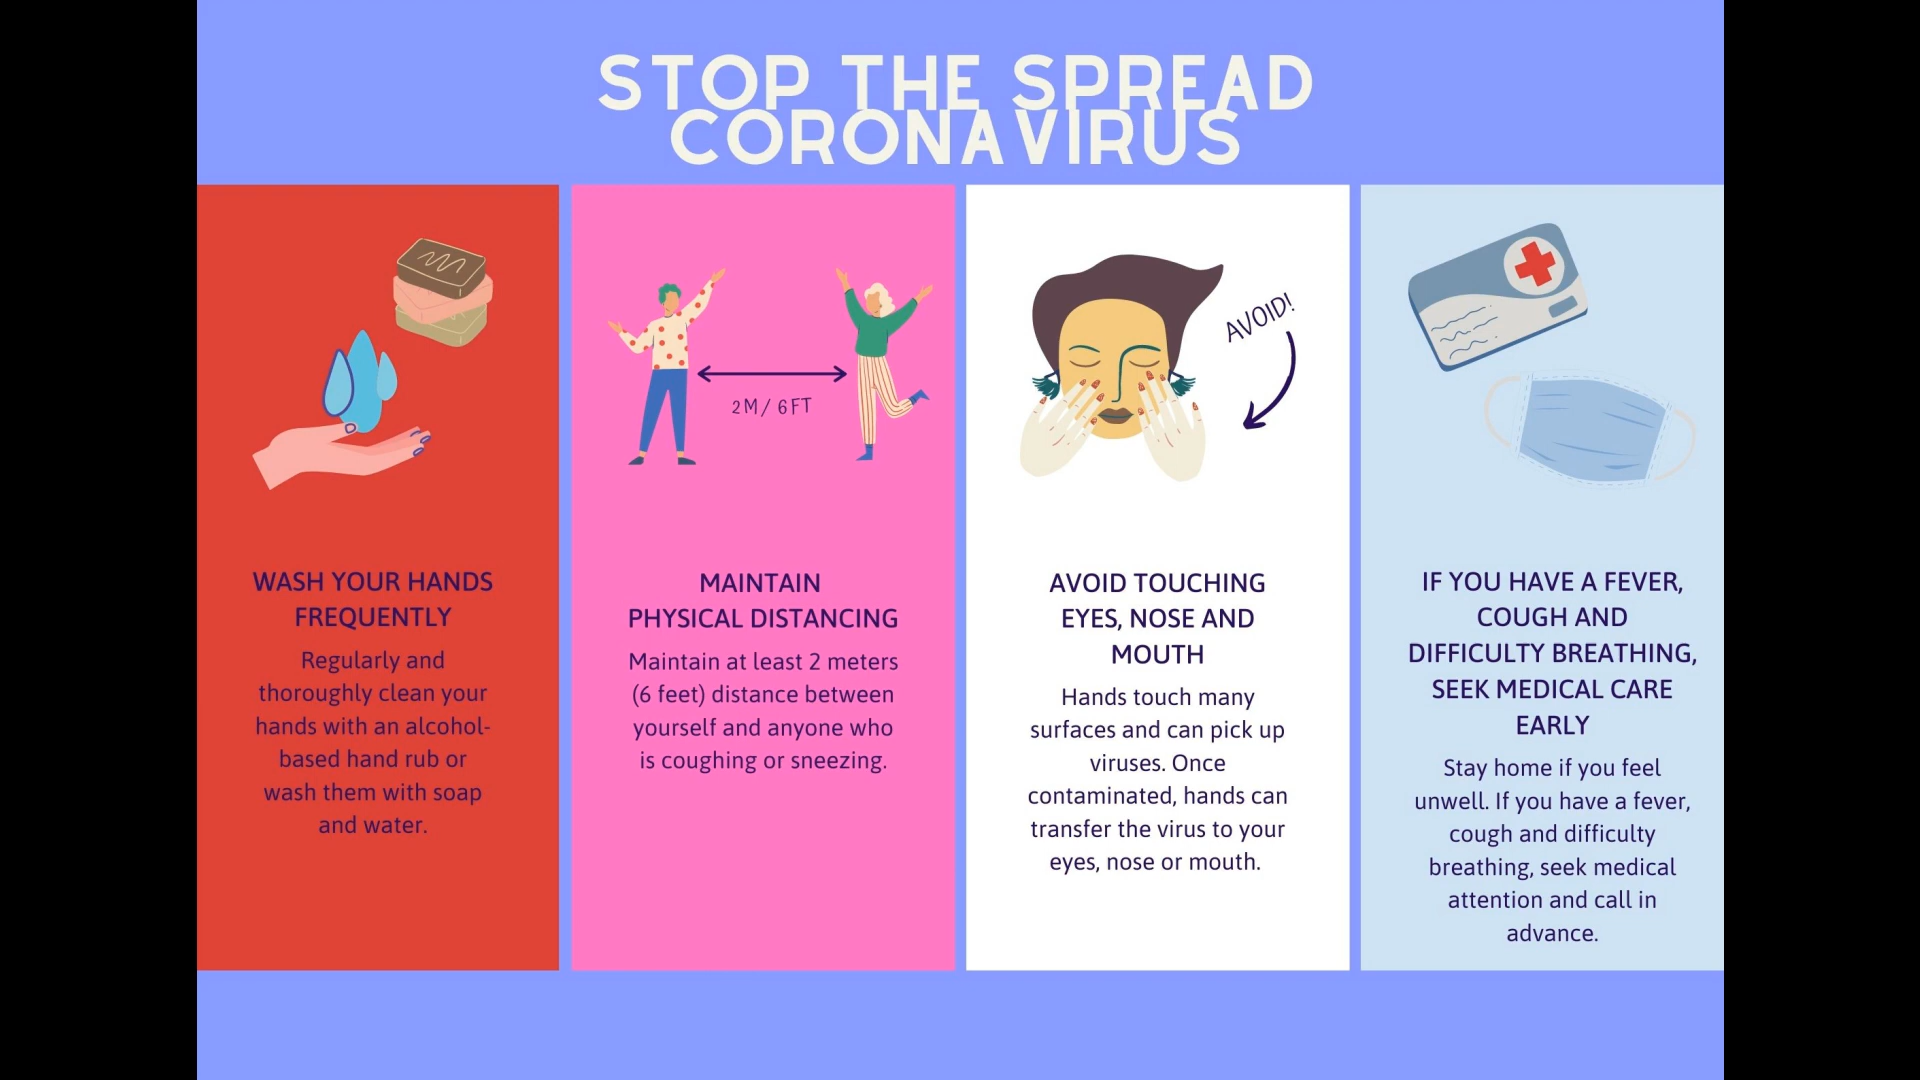 STOP THE SPREAD
CORONAVIRUS
WASH YOUR HANDS
FREQUENTLY
Regularly and
thoroughly clean your
hands with an alcohol-
based hand rub or
wash them with soap
and water.
2M/ 6FT
MAINTAIN
PHYSICAL DISTANCING
Maintain at least 2 meters
(6 feet) distance between
yourself and anyone who
is coughing or sneezing.
AVOID!
AVOID TOUCHING
EYES, NOSE AND
MOUTH
Hands touch many
surfaces and can pick up
viruses. Once
contaminated, hands can
transfer the virus to your
eyes, nose or mouth.
IF YOU HAVE A FEVER,
COUGH AND
DIFFICULTY BREATHING,
SEEK MEDICAL CARE
EARLY
Stay home if you feel
unwell. If you have a fever,
cough and difficulty
breathing, seek medical
attention and call in
advance.